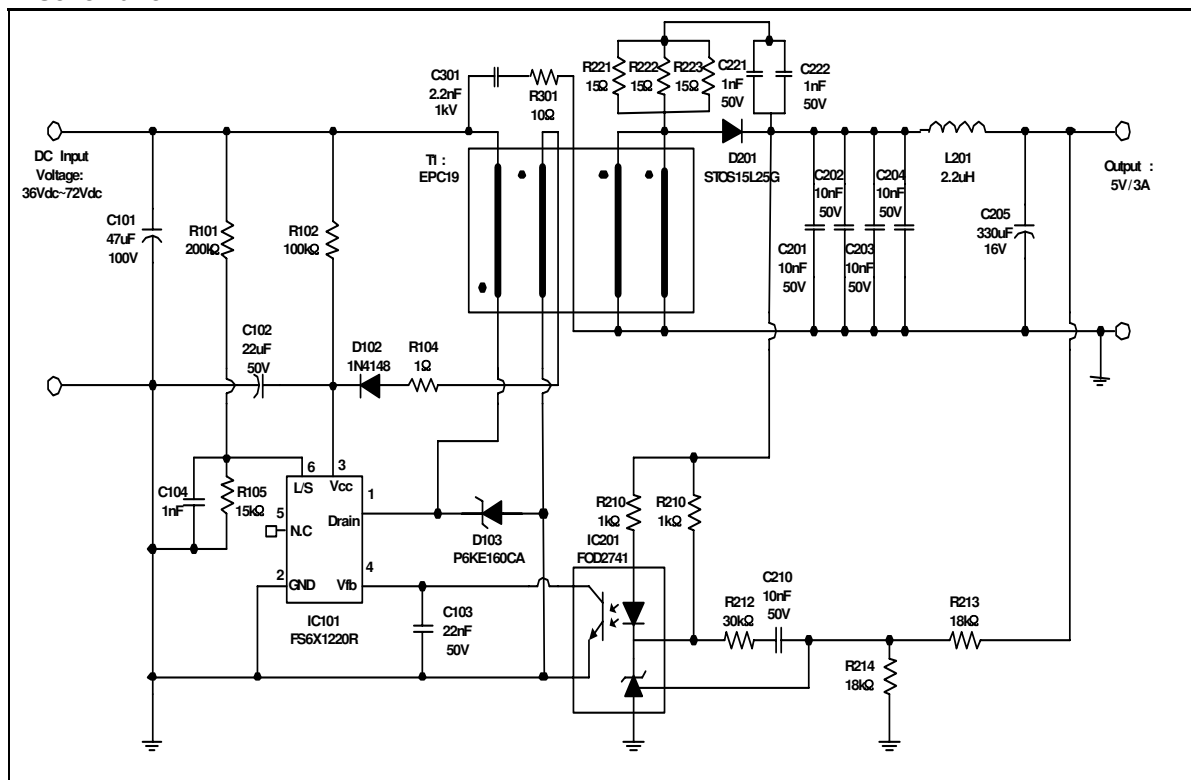 C301
2.2nF
1kV
R301
10Ω
R221
15Ω
R222
15Ω
R223
15Ω
C221
1nF
50V
C222
1nF
50V
DC Input
Voltage:
36Vdc~72Vdc
T1 :
EPC19
D201
STOS15L25G
L201
2.2uH
Output :
5V/3A
C101
47uF
100V
R101
200kΩ
R102
100kΩ
C202
10nF
50V
C204
10nF
50V
C201
10nF
50V
C203
10nF
50V
C205
330uF
16V
C102
22uF
50V
D102
1N4148
R104
1Ω
C104
1nF
R105
15kΩ
6
L/S
3
Vcc
1
Drain
5
N.C
2
GND
4
Vfb
IC101
FS6X1220R
D103
P6KE160CA
C103
22nF
50V
R210
1kΩ
R210
1kΩ
IC201
FOD2741
R212
30kΩ
C210
10nF
50V
R213
18kΩ
R214
18kΩ